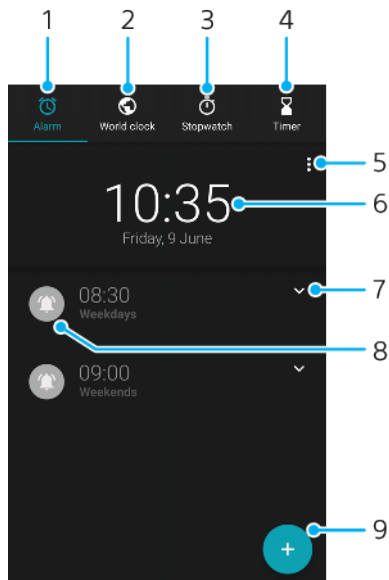 1 2 3 4
Alarm World clock Stopwatch Timer
5
10:35 6
Friday, 9 June
08:30 7
Weekdays
8
09:00
Weekends
9